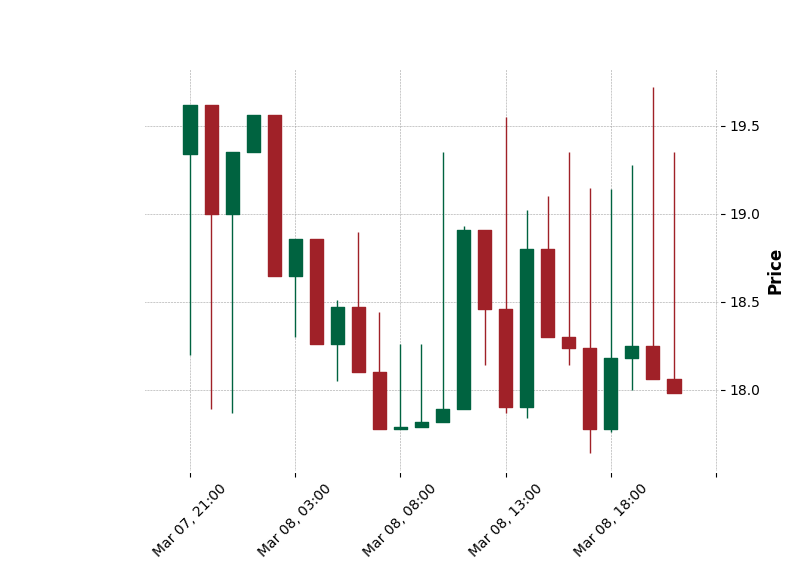 19.5
19.0
18.5
18.0
Price
Mar 07, 21:00
Mar 08, 03:00
Mar 08, 08:00
Mar 08, 13:00
Mar 08, 18:00